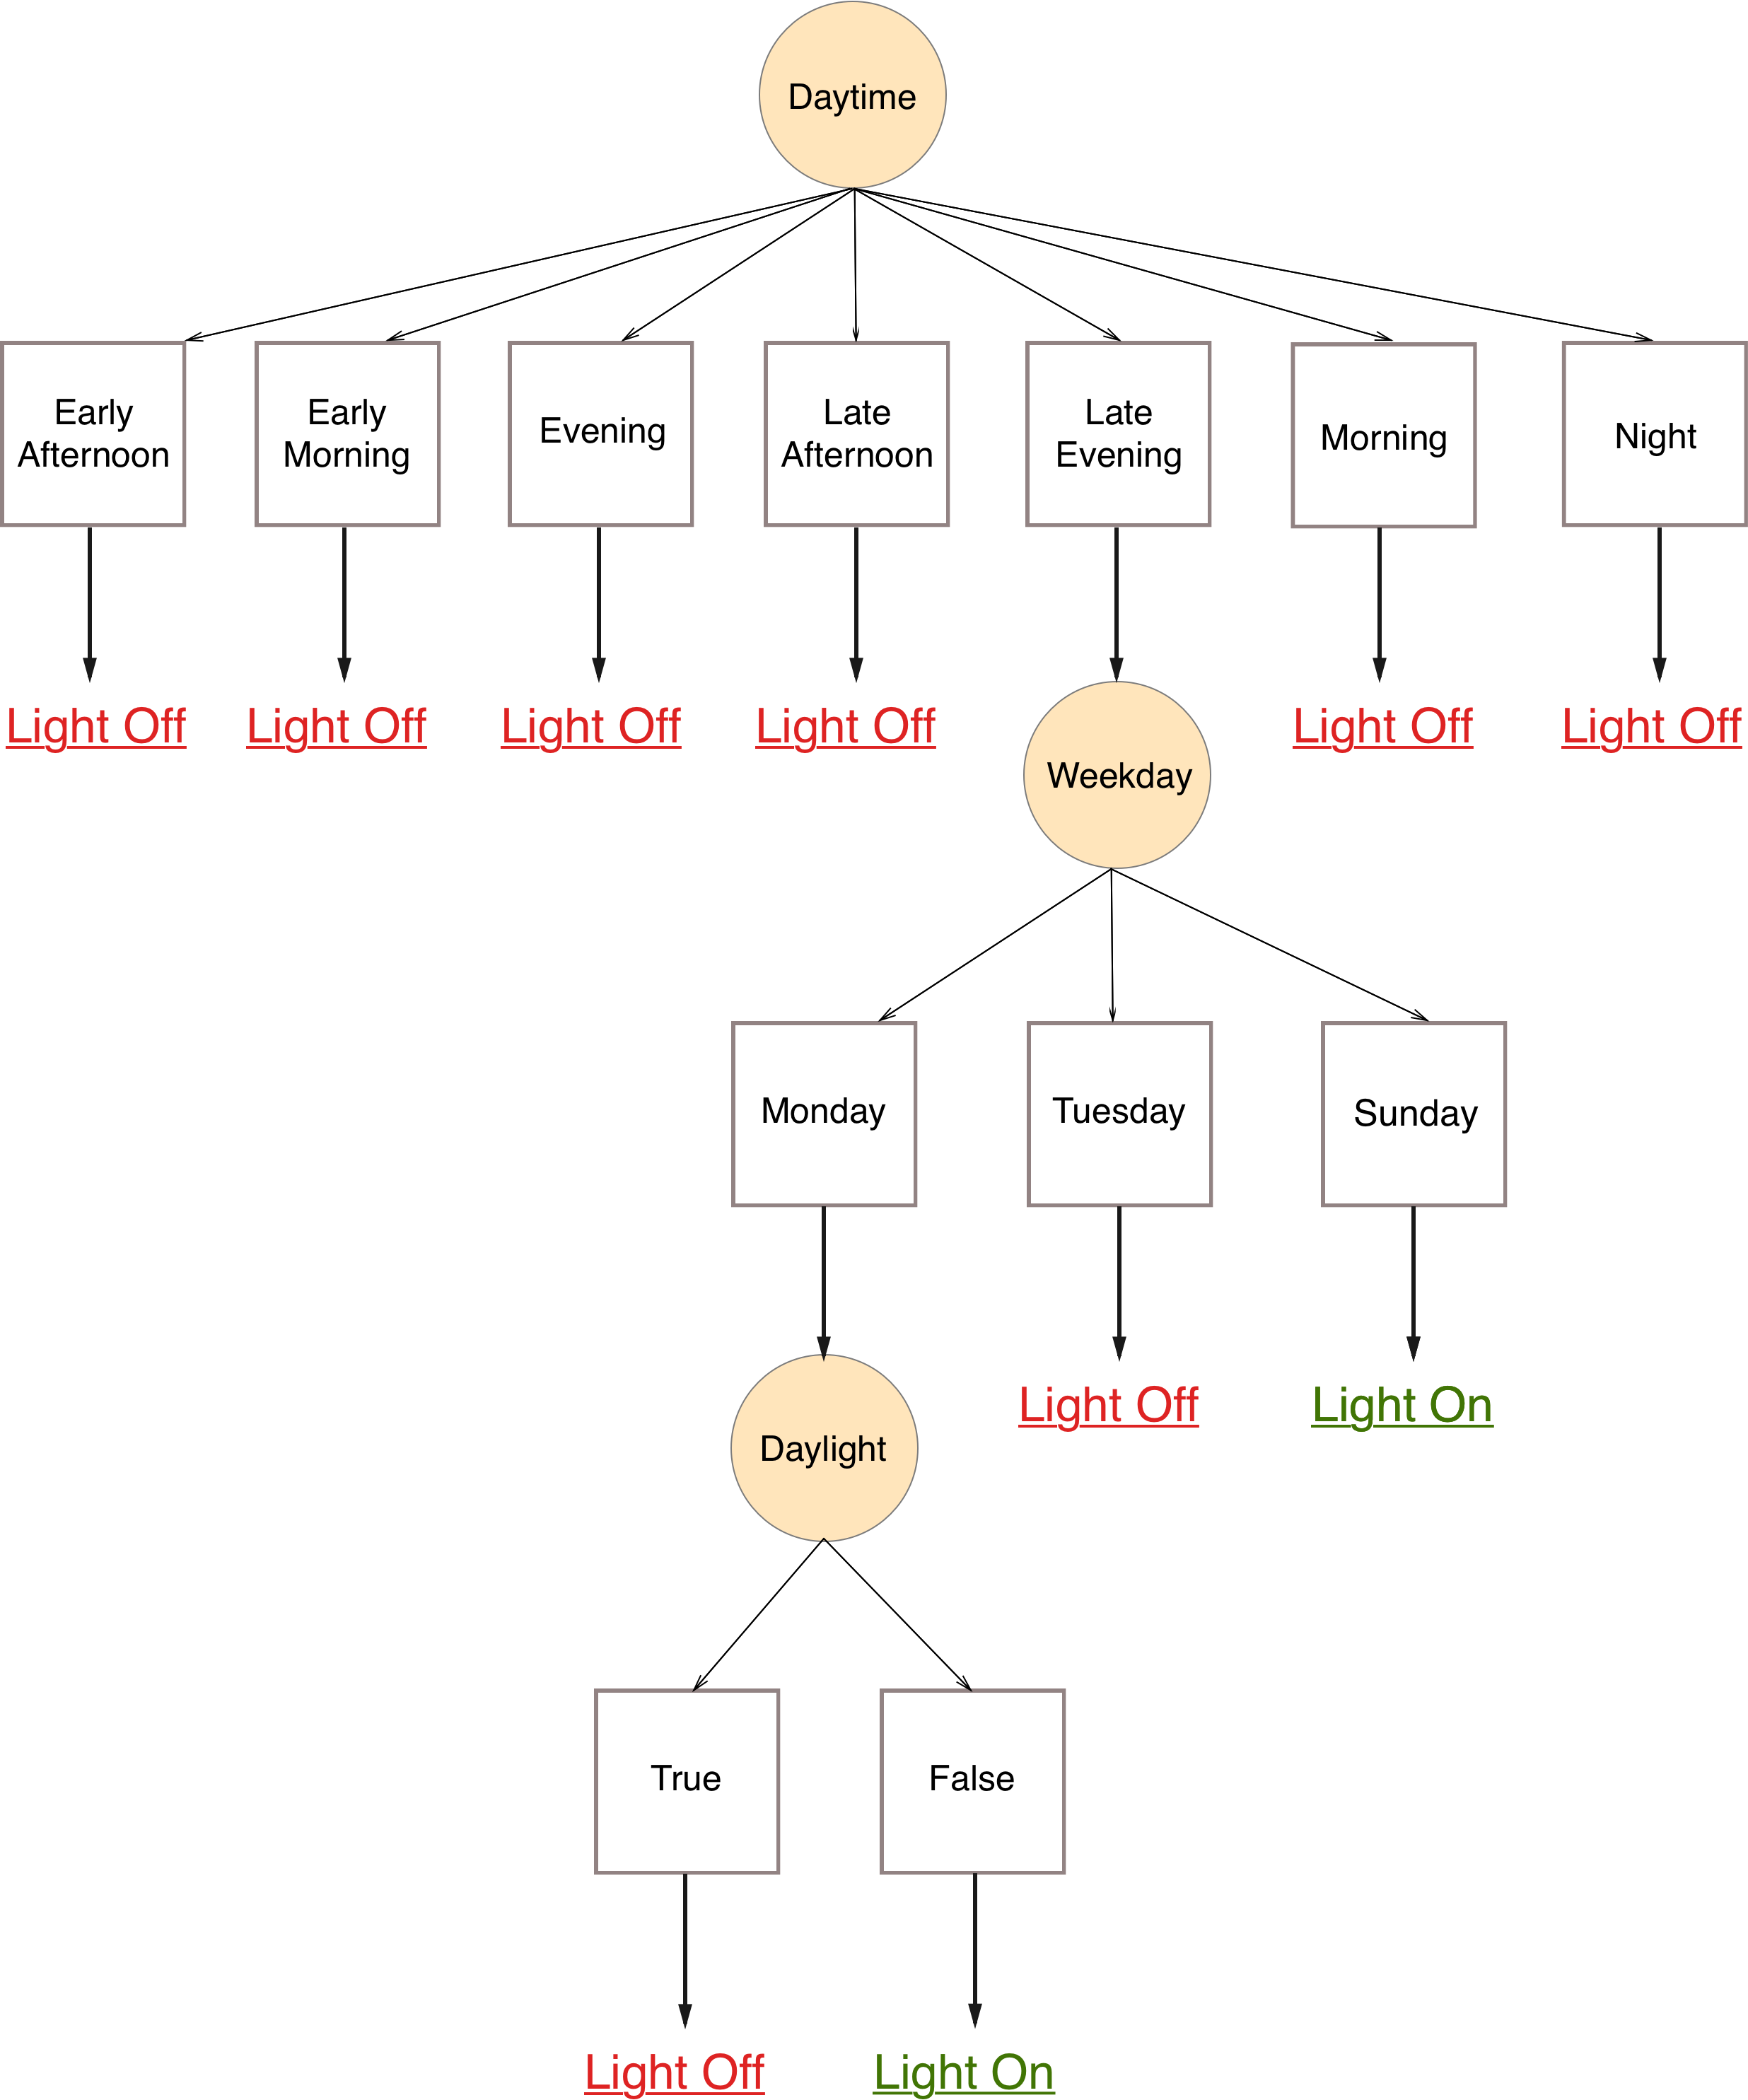 Daytime
Early
Afternoon
Early
Morning
Evening
Late
Afternoon
Late
Evening
Morning
Night
Light Off
Light Off
Light Off
Light Off
Light Off
Light Off
Weekday
Monday
Tuesday
Sunday
Light Off
Light On
Daylight
True
False
Light Off
Light On